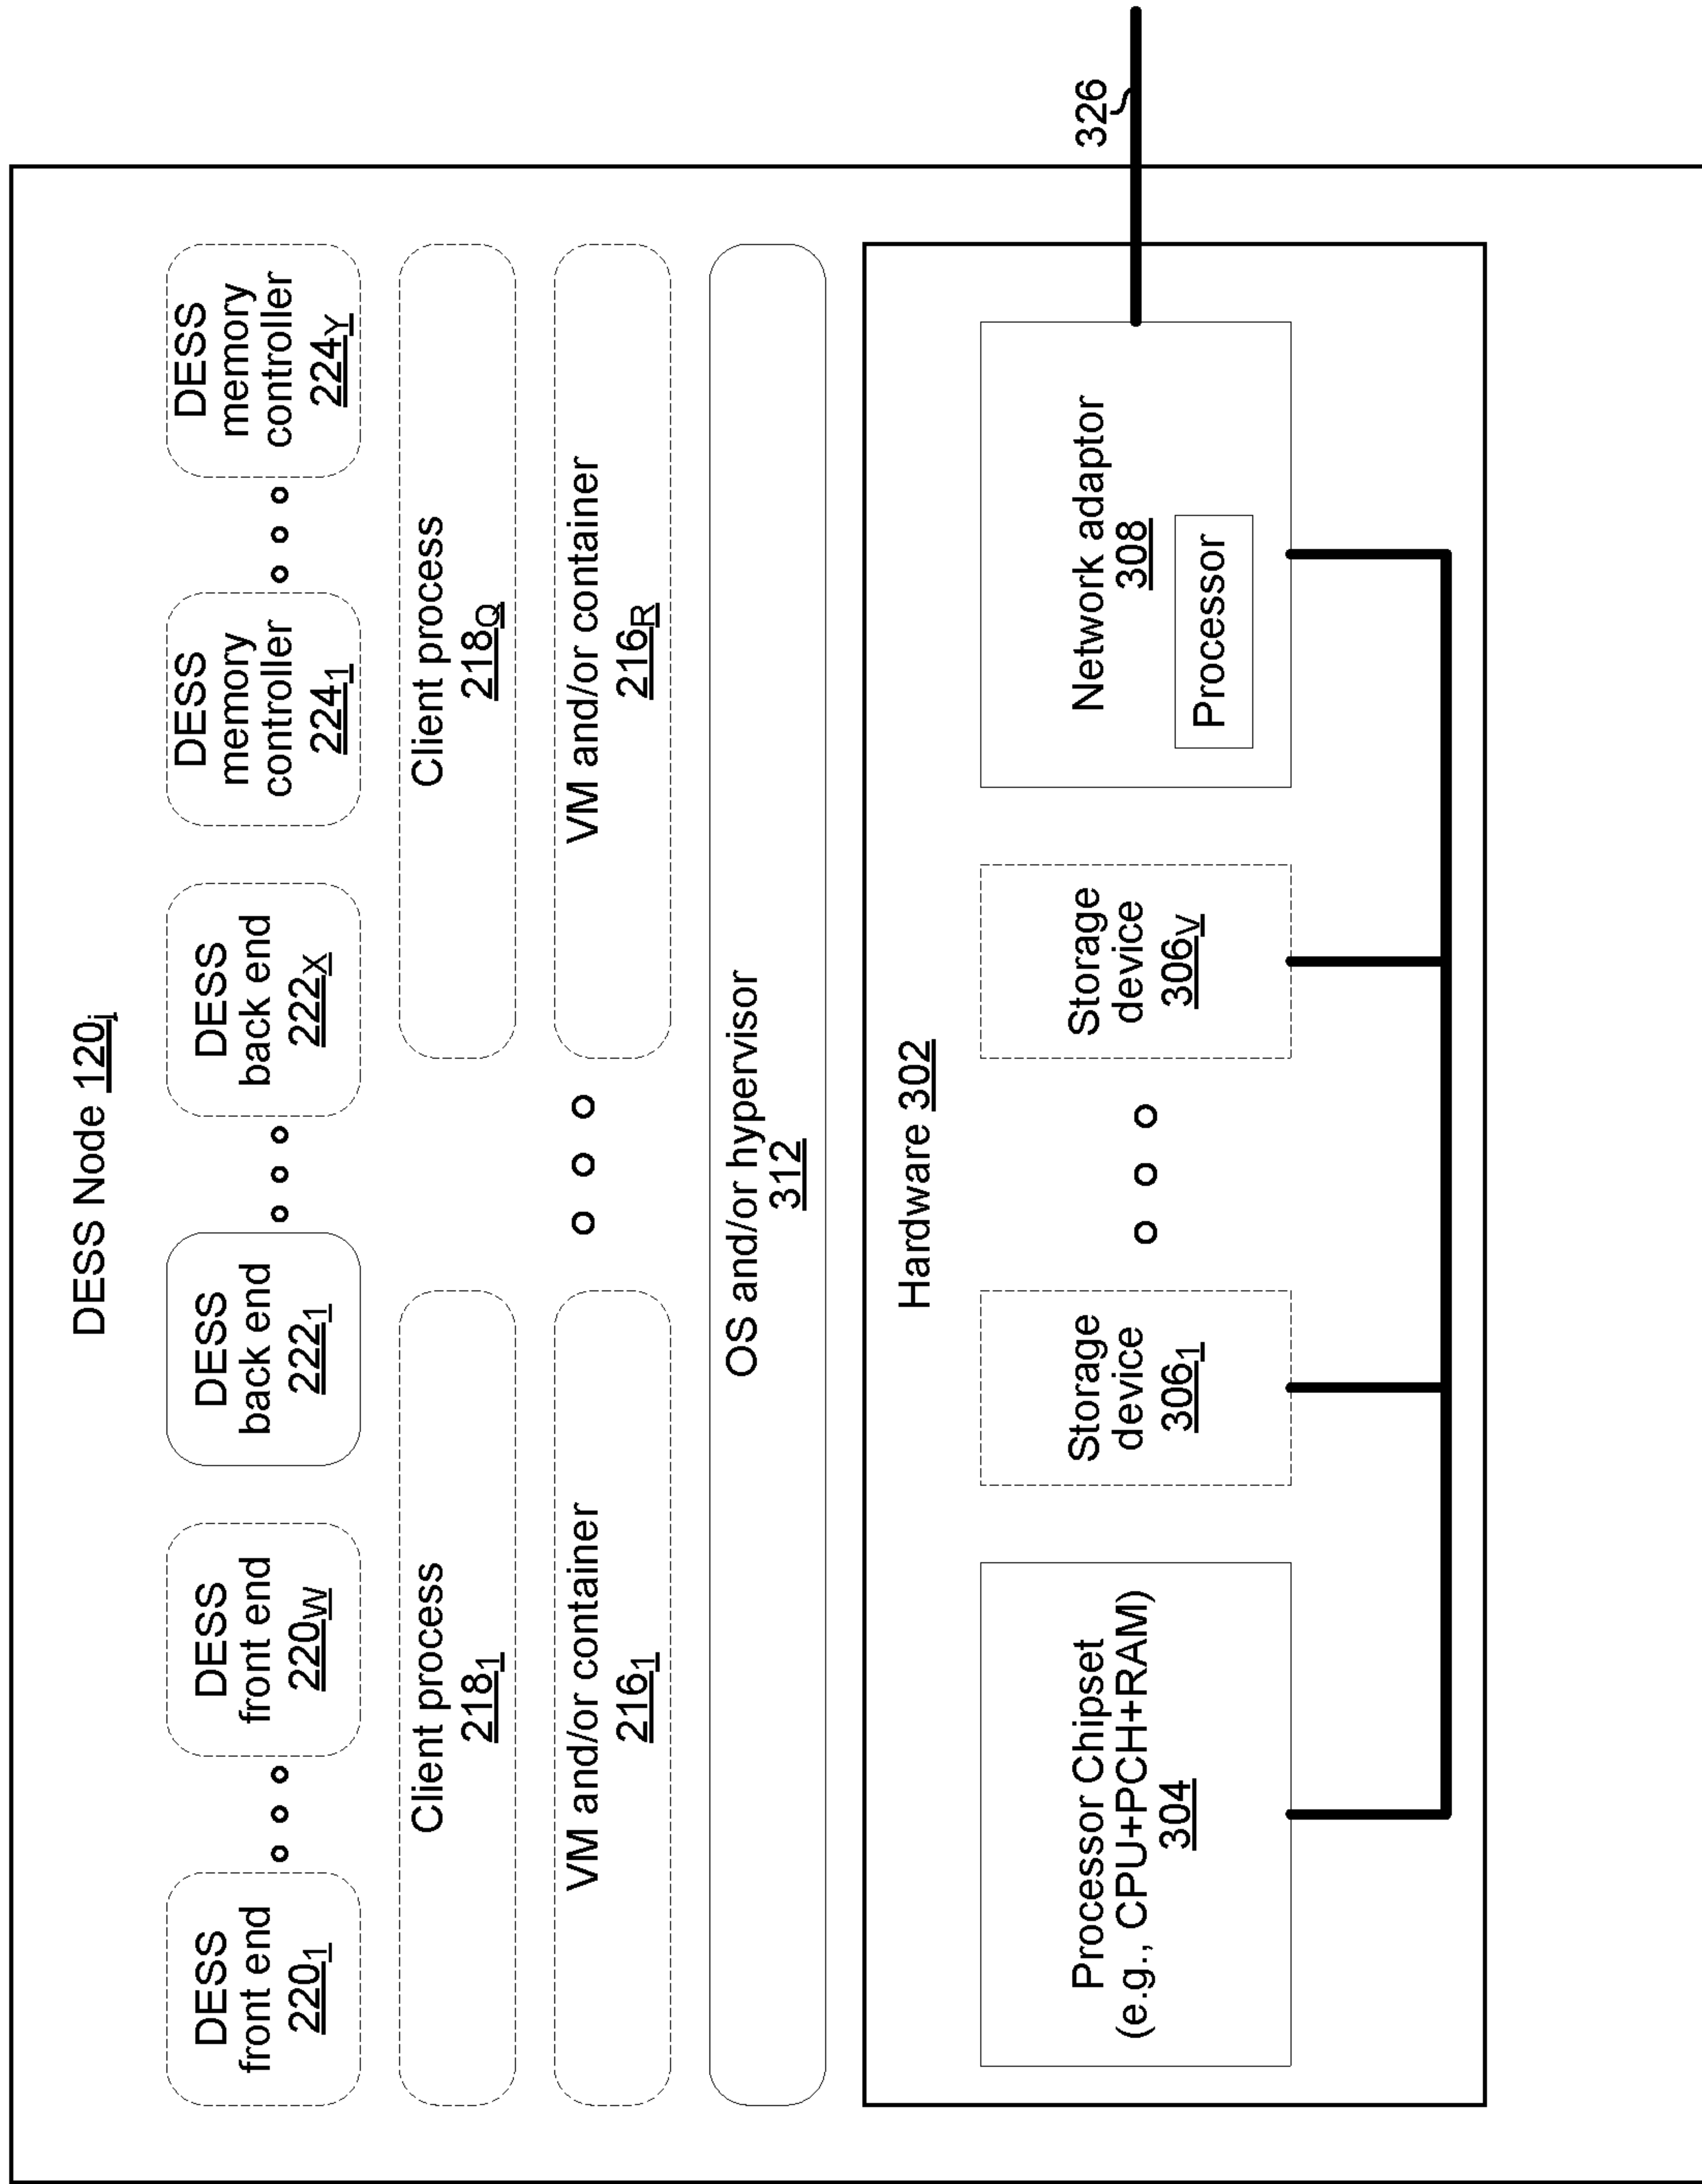 DESS Node 120j
DESS
front end
220₁
DESS
front end
220W
DESS
back end
222₁
DESS
back end
222X
DESS
memory
controller
224₁
DESS
memory
controller
224Y
Client process
218₁
Client process
218Q
VM and/or container
216₁
VM and/or container
216R
OS and/or hypervisor
312
Hardware 302
Processor Chipset
(e.g., CPU+PCH+RAM)
304
Storage
device
306₁
Storage
device
306V
Network adaptor
308
Processor
326